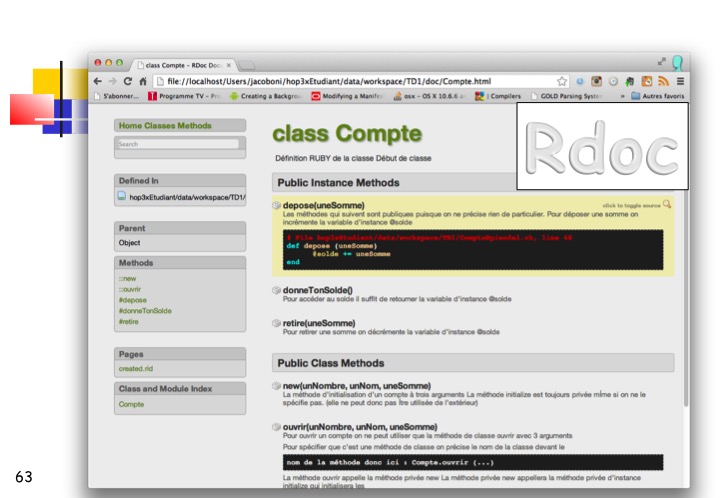 class Compte - RDoc Doc
file://localhost/Users/jacoboni/hop3xEtudiant/data/workspace/TD1/doc/Compte.html
S'abonner... Programme TV - Pr Creating a Backgro Modifying a Manife osx - OS X 10.6.6 | Compilers GOLD Parsing Syste » Autres favoris
Rdoc
Home Classes Methods
Search
Defined In
hop3xEtudiant/data/workspace/TD1/
Parent
Object
Methods
::new
::ouvrir
#depose
#donneTonSolde
#retire
Pages
created.rid
Class and Module Index
Compte
class Compte
Définition RUBY de la classe Début de classe
Public Instance Methods
depose(uneSomme)
click to toggle source
Les méthodes qui suivent sont publiques puisque on ne précise rien de particulier. Pour déposer une somme on
incrémente la variable d'instance @solde
def depose (uneSomme)
@solde += uneSomme
end
donneTonSolde()
Pour accéder au solde il suffit de retourner la variable d'instance @solde
retire(uneSomme)
Pour retirer une somme on décrémente la variable d'instance @solde
Public Class Methods
new(unNombre, unNom, uneSomme)
La méthode d'initialisation d'un compte à trois arguments La méthode initialize est toujours privée même si on ne le
spécifie pas. (elle ne peut donc pas être utilisée de l'extérieur)
ouvrir(unNombre, unNom, uneSomme)
Pour ouvrir un compte on ne peut utiliser que la méthode de classe ouvrir avec 3 arguments
Pour spécifier que c'est une méthode de classe on précise le nom de la classe devant le
nom de la méthode donc ici : Compte.ouvrir (...)
La méthode ouvrir appelle la méthode privée new La méthode privée new appellera la méthode privée d'instance
initialize qui initialisera les
63